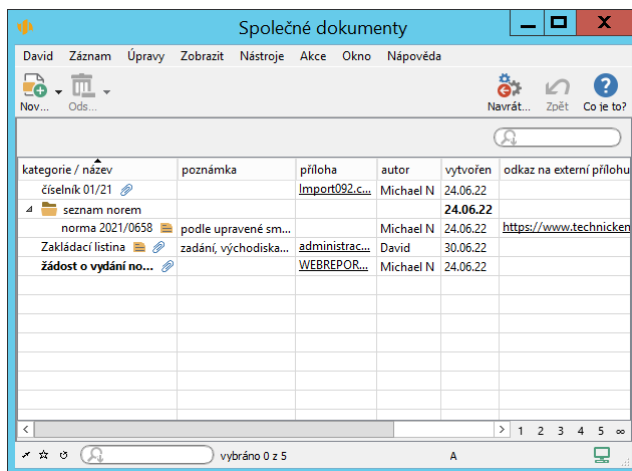 Společné dokumenty
David Záznam Úpravy Zobrazit Nástroje Akce Okno Nápověda
Nov... Ods... Navrát... Zpět Co je to?
kategorie / název poznámka příloha autor vytvořen odkaz na externí přílohu
číselník 01/21 Import092.c... Michael N 24.06.22
seznam norem 24.06.22
norma 2021/0658 podle upravené sm... Michael N 24.06.22 https://www.technicken
Zakládací listina zadání, východiska... administrac... David 30.06.22
žádost o vydání no... WEBREPOR... Michael N 24.06.22
1 2 3 4 5 ∞
vybráno 0 z 5 A